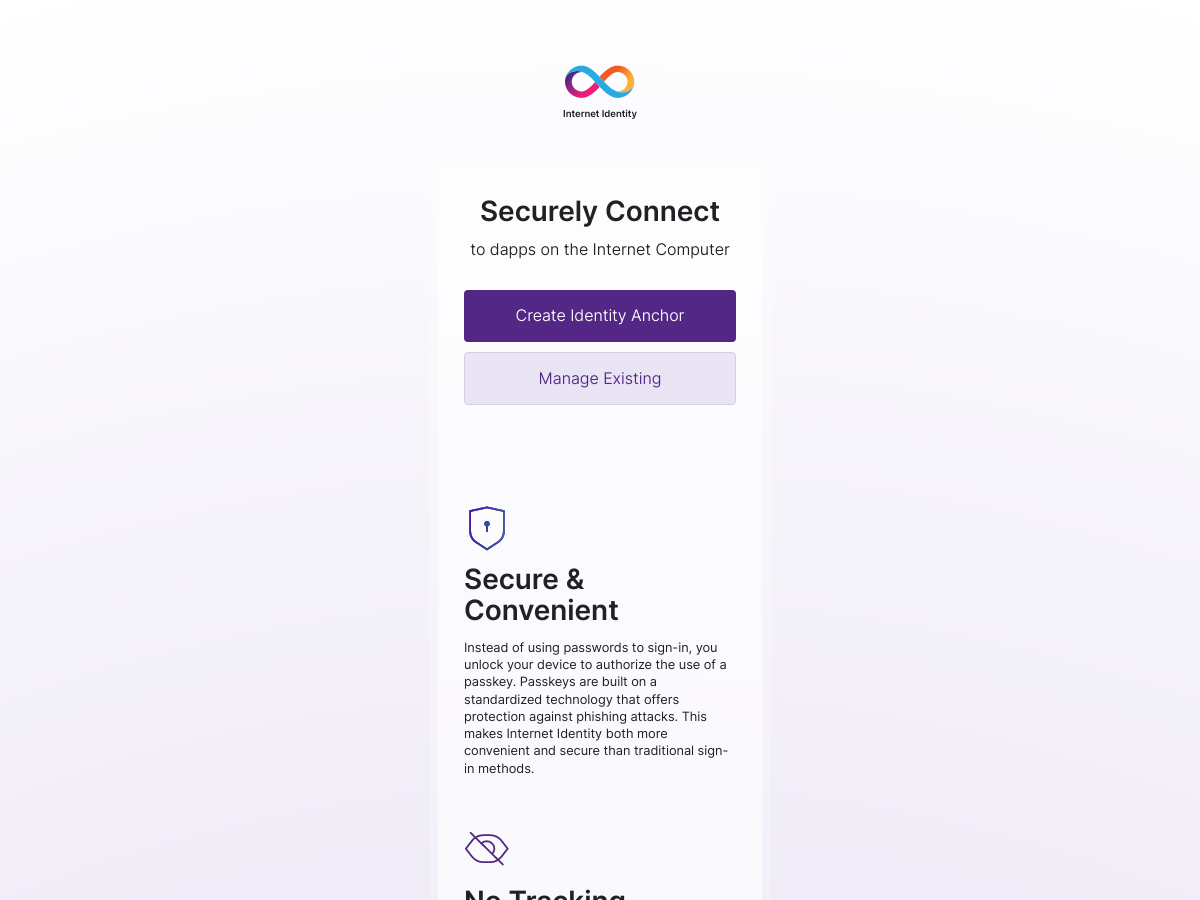 Internet Identity
Securely Connect
to dapps on the Internet Computer
Create Identity Anchor
Manage Existing
Secure &
Convenient
Instead of using passwords to sign-in, you
unlock your device to authorize the use of a
passkey. Passkeys are built on a
standardized technology that offers
protection against phishing attacks. This
makes Internet Identity both more
convenient and secure than traditional sign-
in methods.
No Tracking